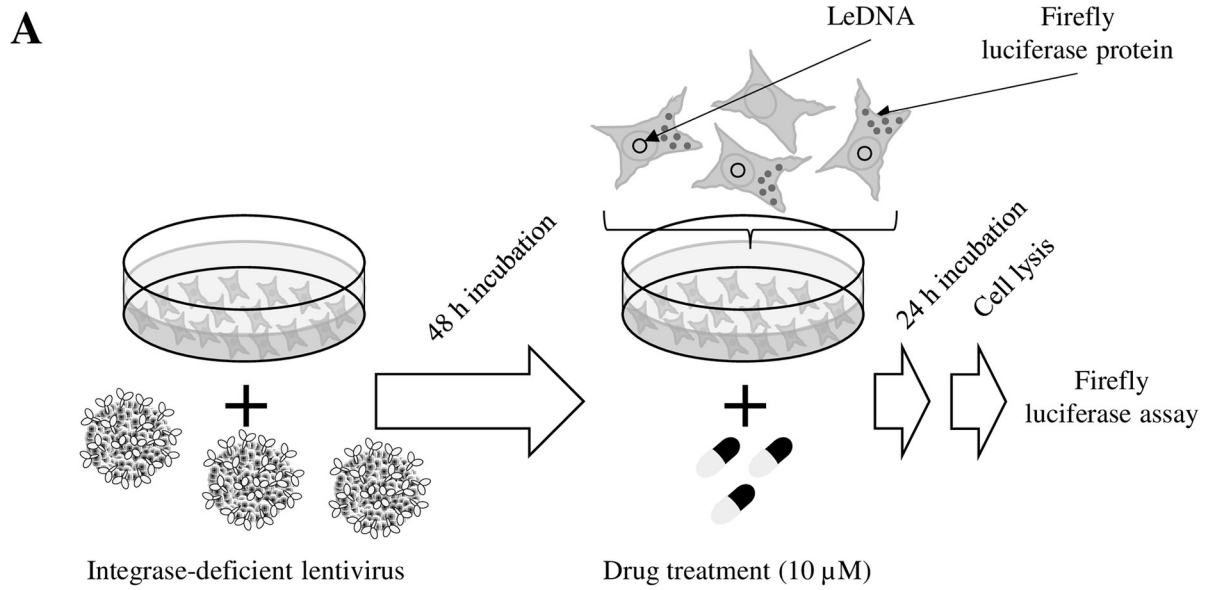 A
LeDNA
Firefly
luciferase protein
48 h incubation
24 h incubation
Cell lysis
Firefly
luciferase assay
Integrase-deficient lentivirus
Drug treatment (10 µM)